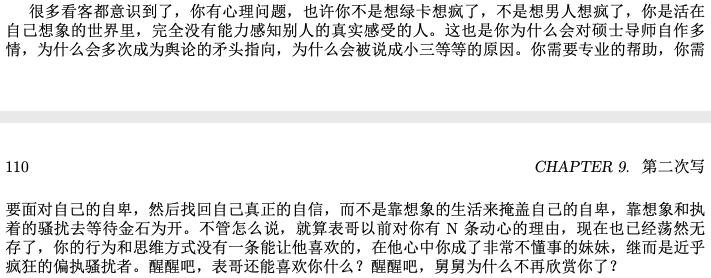 很多看客都意识到了，你有心理问题，也许你不是想绿卡想疯了，不是想男人想疯了，你是活在
自己想象的世界里，完全没有能力感知别人的真实感受的人。这也是你为什么会对硕士导师自作多
情，为什么会多次成为舆论的矛头指向，为什么会被说成小三等等的原因。你需要专业的帮助，你需
110
CHAPTER 9. 第二次写
要面对自己的自卑，然后找回自己真正的自信，而不是靠想象的生活来掩盖自己的自卑，靠想象和执
着的骚扰去等待金石为开。不管怎么说，就算表哥以前对你有 N 条动心的理由，现在也已经荡然无
存了，你的行为和思维方式没有一条能让他喜欢的，在他心中你成了非常不懂事的妹妹，继而是近乎
疯狂的偏执骚扰者。醒醒吧，表哥还能喜欢你什么？醒醒吧，舅舅为什么不再欣赏你了？